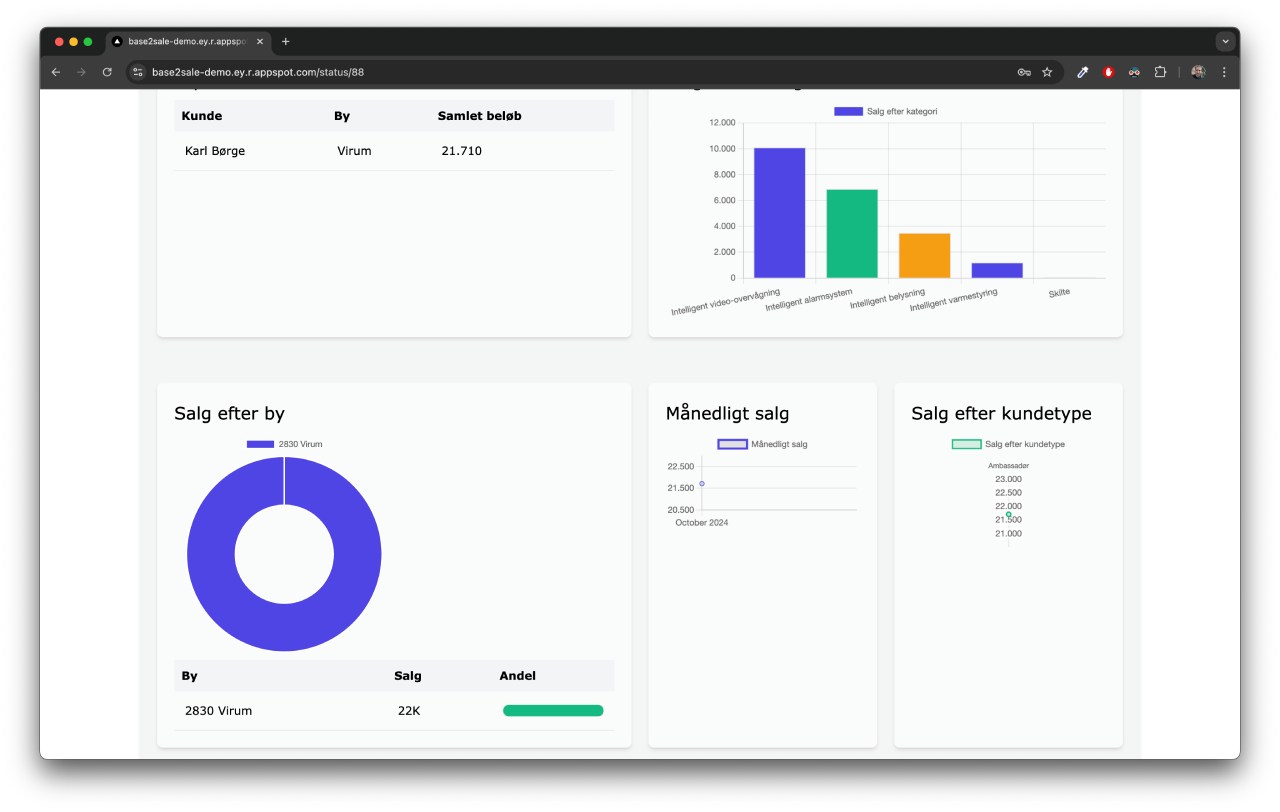 base2sale-demo.ey.r.appspo
base2sale-demo.ey.r.appspot.com/status/88
Kunde By Samlet beløb
Karl Børge Virum 21.710
Salg efter kategori
12.000
10.000
8.000
6.000
4.000
2.000
0
Intelligent video-overvågning
Intelligent alarmsystem
Intelligent belysning
Intelligent varmestyring
Skilte
Salg efter by
2830 Virum
By Salg Andel
2830 Virum 22K
Månedligt salg
Månedligt salg
22.500
21.500
20.500
October 2024
Salg efter kundetype
Salg efter kundetype
Ambassadør
23.000
22.500
22.000
21.500
21.000